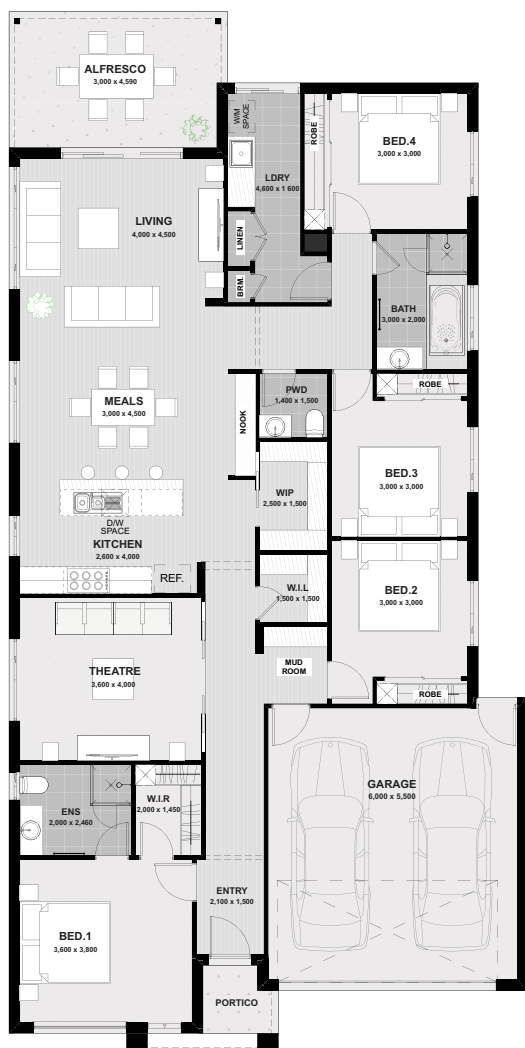 ALFRESCO
3,000 x 4,590
W/M
SPACE
ROBE
BED.4
3,000 x 3,000
LDRY
4,600 x 1 600
LIVING
4,000 x 4,500
LINEN
BRM.
BATH
3,000 x 2,000
ROBE
PWD
1,400 x 1,500
MEALS
3,000 x 4,500
NOOK
BED.3
3,000 x 3,000
WIP
2,500 x 1,500
D/W
SPACE
KITCHEN
2,600 x 4,000
REF.
W.I.L
1,500 x 1,500
BED.2
3,000 x 3,000
THEATRE
3,600 x 4,000
MUD
ROOM
ROBE
GARAGE
6,000 x 5,500
W.I.R
2,000 x 1,450
ENS
2,000 x 2,460
ENTRY
2,100 x 1,500
BED.1
3,600 x 3,800
PORTICO